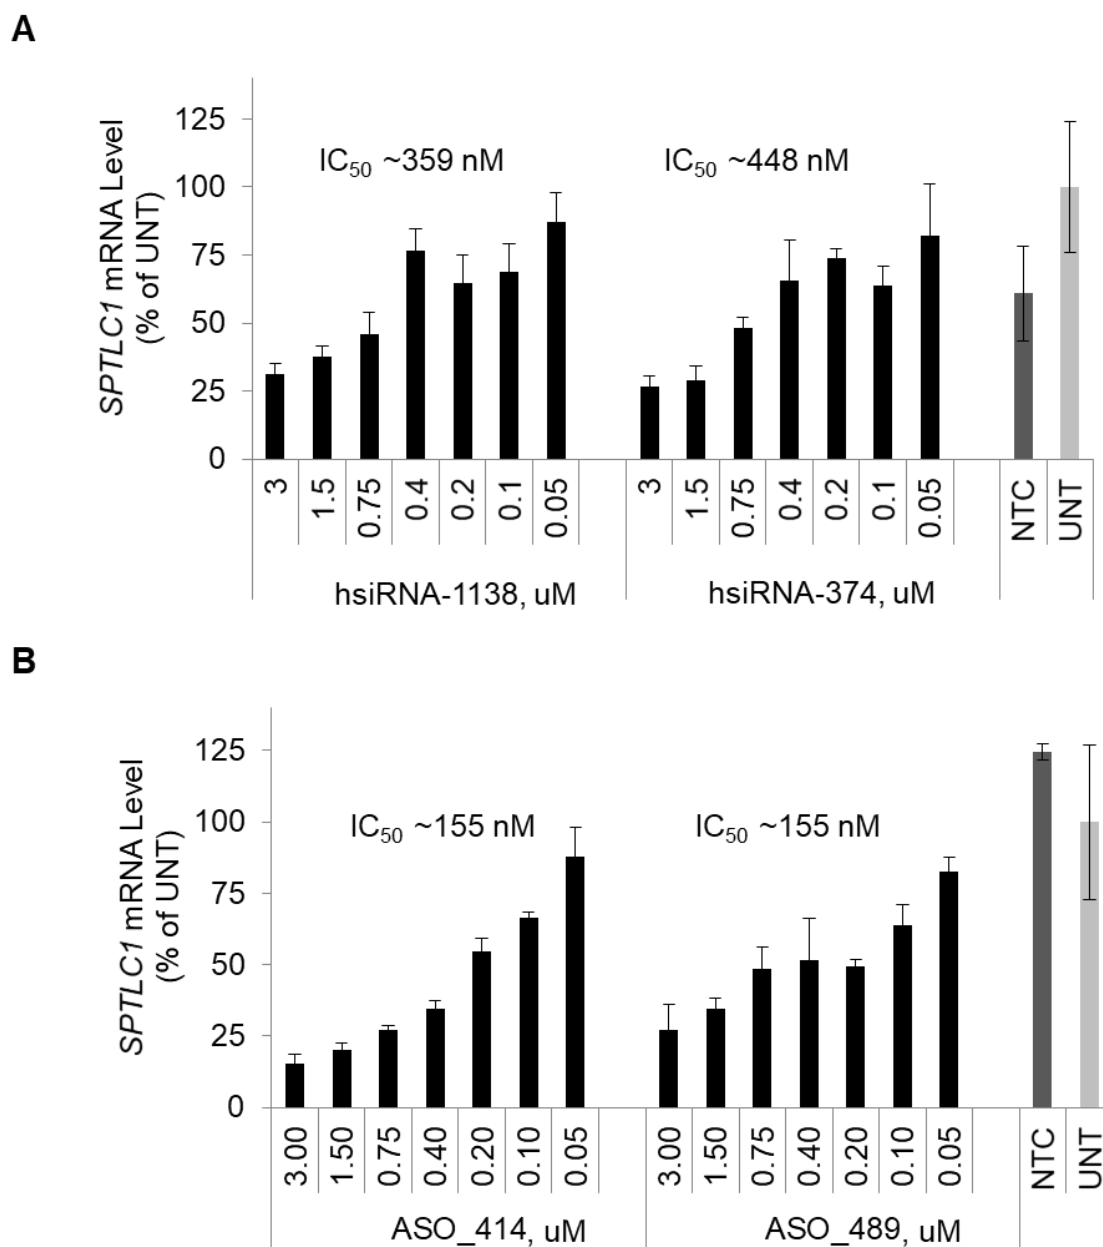 A
SPTLC1 mRNA Level
(% of UNT)
125
100
75
50
25
0
IC50 ~359 nM
IC50 ~448 nM
3
1.5
0.75
0.4
0.2
0.1
0.05
3
1.5
0.75
0.4
0.2
0.1
0.05
NTC
UNT
hsiRNA-1138, uM
hsiRNA-374, uM
B
SPTLC1 mRNA Level
(% of UNT)
125
100
75
50
25
0
IC50 ~155 nM
IC50 ~155 nM
3.00
1.50
0.75
0.40
0.20
0.10
0.05
3.00
1.50
0.75
0.40
0.20
0.10
0.05
NTC
UNT
ASO_414, uM
ASO_489, uM